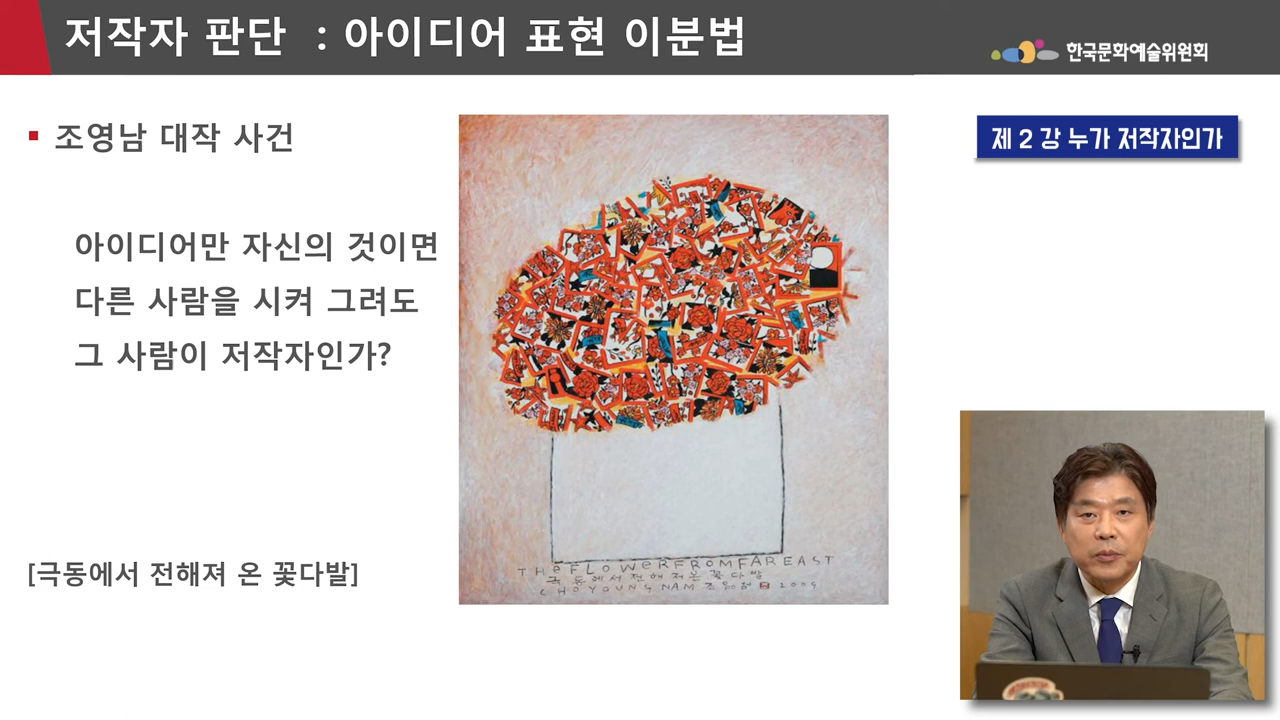 저작자 판단 : 아이디어 표현 이분법
한국문화예술위원회
조영남 대작 사건
제 2 강 누가 저작자인가
아이디어만 자신의 것이면
다른 사람을 시켜 그려도
그 사람이 저작자인가?
[극동에서 전해져 온 꽃다발]
THE FLOWER FROM FAR EAST
극동에서 전해져온 꽃다발
CHO YOUNG NAM 조영남 2009